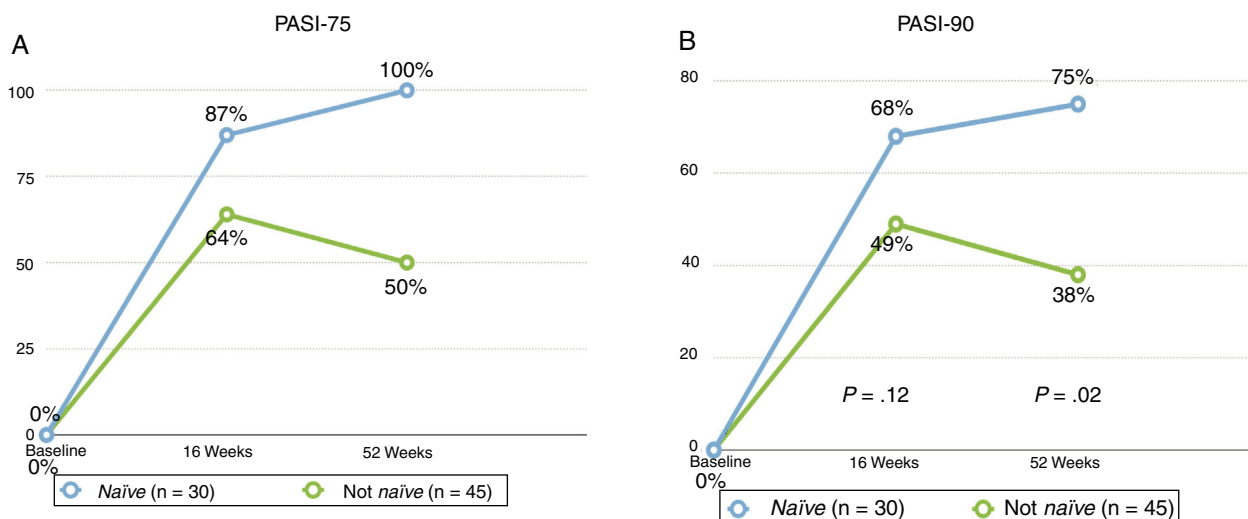 PASI-75
A
100%
100
87%
75
64%
50
50%
25
0%
0
Baseline
16 Weeks
52 Weeks
0%
Naïve (n = 30)
Not naïve (n = 45)
PASI-90
B
80
75%
68%
60
49%
40
38%
20
P = .12
P = .02
0
Baseline
16 Weeks
52 Weeks
0%
Naïve (n = 30)
Not naïve (n = 45)